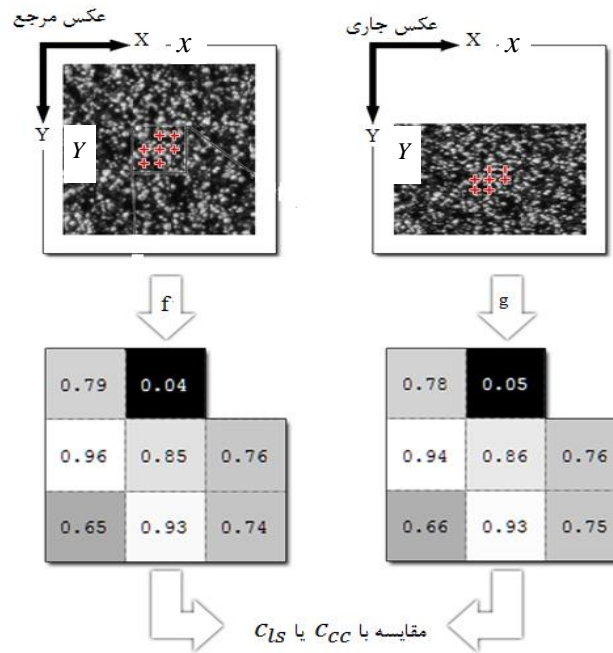 عکس مرجع
عکس جاری
X x
X x
Y Y
Y Y
f
g
0.79 0.04
0.96 0.85 0.76
0.65 0.93 0.74
0.78 0.05
0.94 0.86 0.76
0.66 0.93 0.75
مقایسه با C_cc یا C_ls